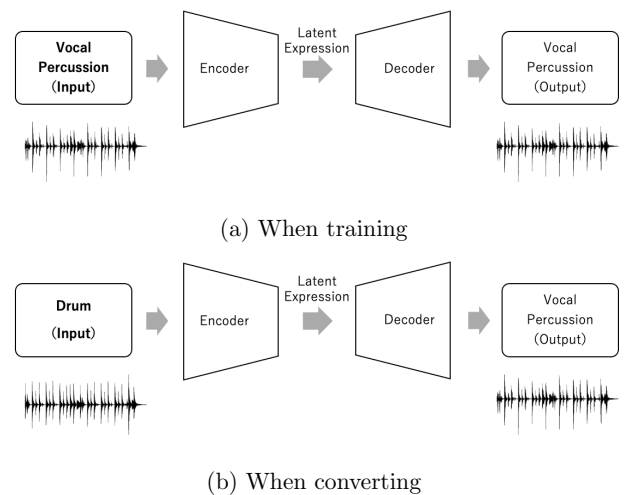 Vocal
Percussion
(Input)
Encoder
Latent
Expression
Decoder
Vocal
Percussion
(Output)
(a) When training
Drum
(Input)
Encoder
Latent
Expression
Decoder
Vocal
Percussion
(Output)
(b) When converting